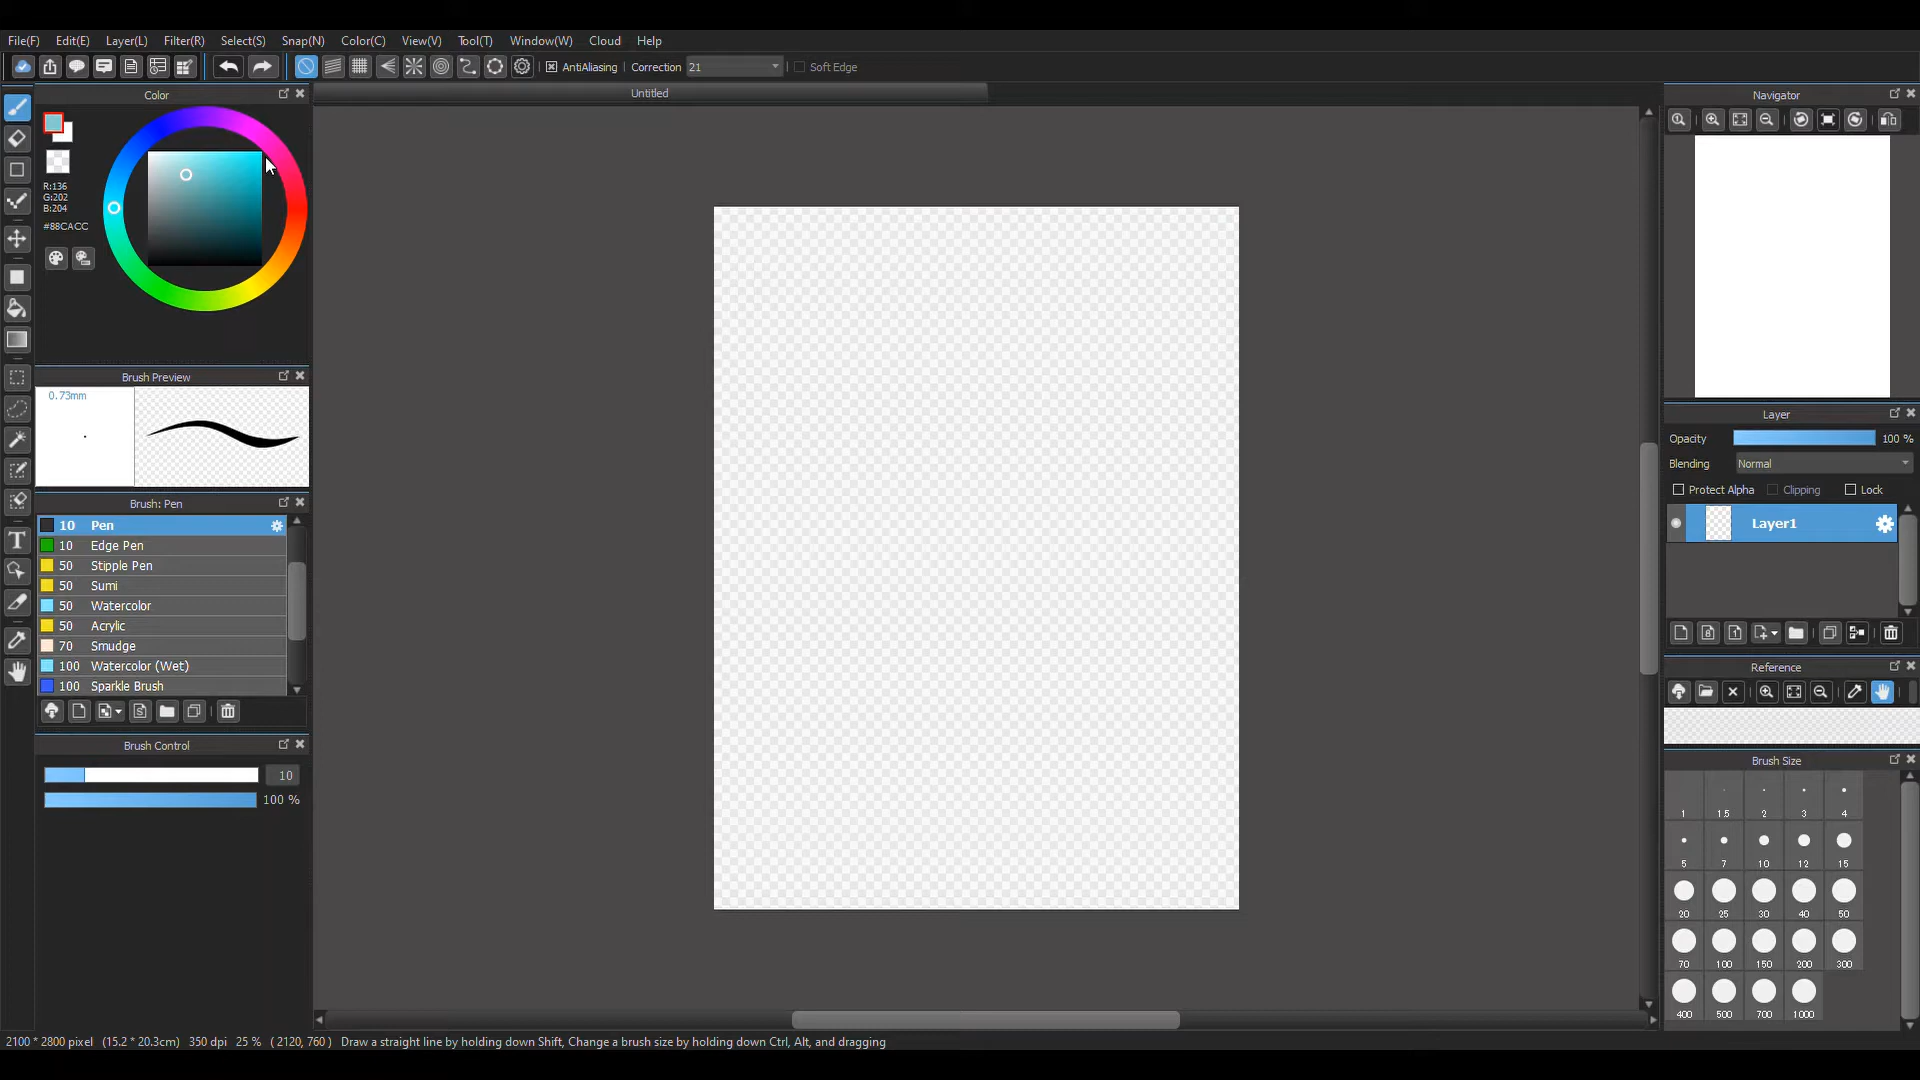 File(F) Edit(E) Layer(L) Filter(R) Select(S) Snap(N) Color(C) View(V) Tool(T) Window(W) Cloud Help
AntiAliasing Correction 21 Soft Edge
Color
R:136
G:202
B:204
#88CACC
Brush Preview
0.73mm
Brush: Pen
10 Pen
10 Edge Pen
50 Stipple Pen
50 Sumi
50 Watercolor
50 Acrylic
70 Smudge
100 Watercolor (Wet)
100 Sparkle Brush
Brush Control
10
100 %
Untitled
Navigator
Layer
Opacity 100 %
Blending Normal
Protect Alpha Clipping Lock
Layer1
Reference
Brush Size
1 1.5 2 3 4
5 7 10 12 15
20 25 30 40 50
70 100 150 200 300
400 500 700 1000
2100 * 2800 pixel (15.2 * 20.3cm) 350 dpi 25 % ( 2120, 760 ) Draw a straight line by holding down Shift, Change a brush size by holding down Ctrl, Alt, and dragging